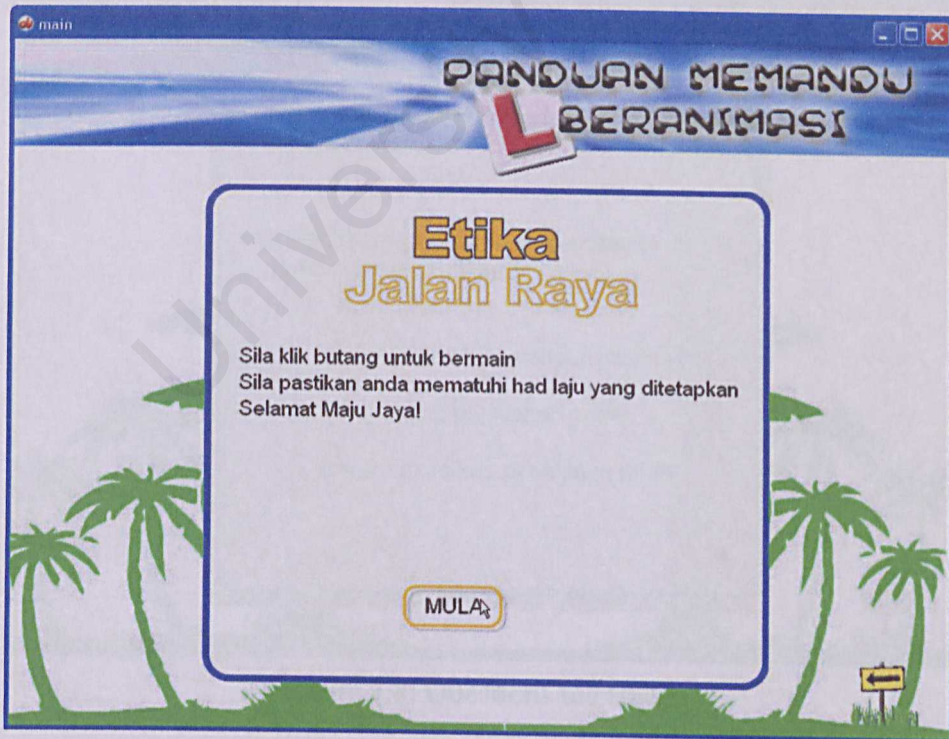 main
PANDUAN MEMANDU
L BERANIMASI
Etika
Jalan Raya
Sila klik butang untuk bermain
Sila pastikan anda mematuhi had laju yang ditetapkan
Selamat Maju Jaya!
MULA